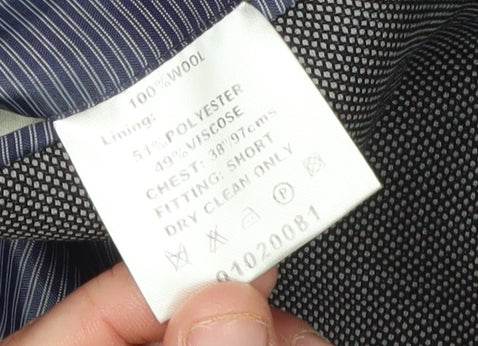 100%WOOL
Lining:
51%POLYESTER
49%VISCOSE
CHEST: 38"/97cms
FITTING: SHORT
DRY CLEAN ONLY
P
01020081